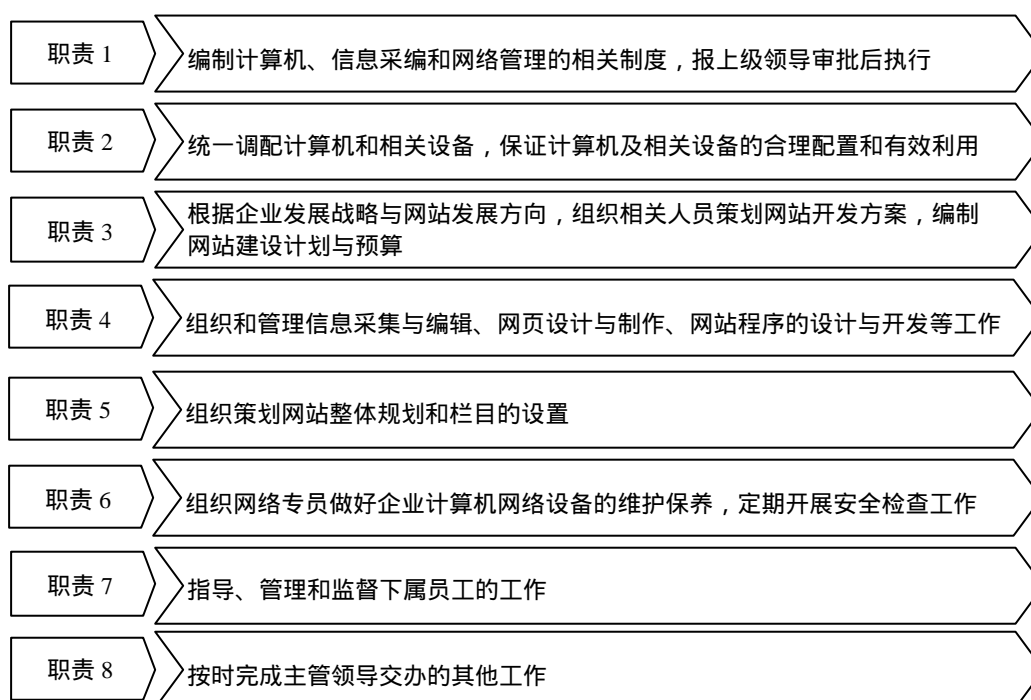 职责 1
编制计算机、信息采编和网络管理的相关制度，报上级领导审批后执行
职责 2
统一调配计算机和相关设备，保证计算机及相关设备的合理配置和有效利用
职责 3
根据企业发展战略与网站发展方向，组织相关人员策划网站开发方案，编制
网站建设计划与预算
职责 4
组织和管理信息采集与编辑、网页设计与制作、网站程序的设计与开发等工作
职责 5
组织策划网站整体规划和栏目的设置
职责 6
组织网络专员做好企业计算机网络设备的维护保养，定期开展安全检查工作
职责 7
指导、管理和监督下属员工的工作
职责 8
按时完成主管领导交办的其他工作